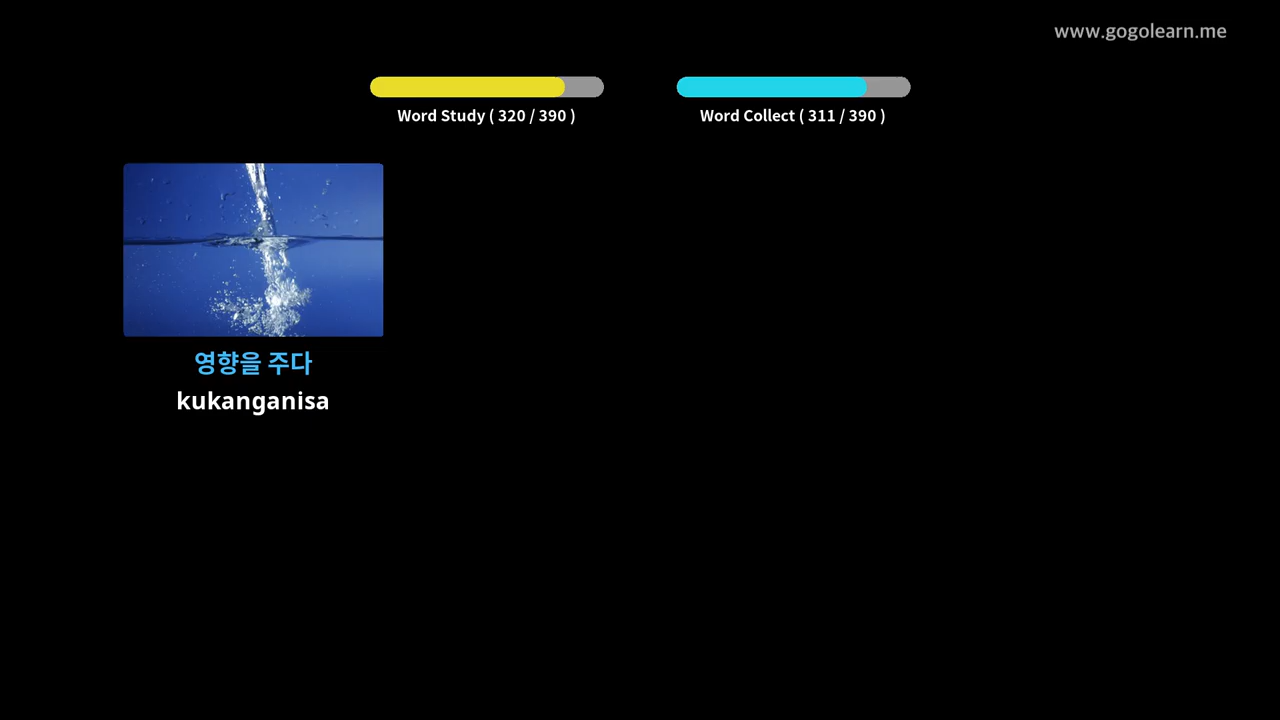 www.gogolearn.me
Word Study ( 320 / 390 )
Word Collect ( 311 / 390 )
영향을 주다
kukanganisa